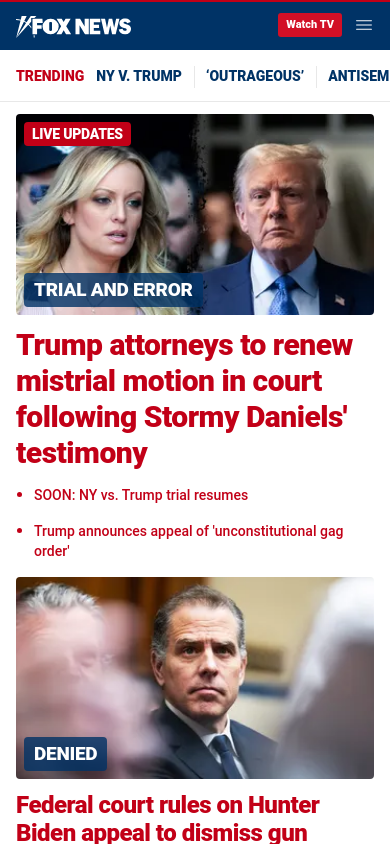 FOX NEWS
Watch TV
TRENDING NY V. TRUMP ‘OUTRAGEOUS’ ANTISEM
LIVE UPDATES
TRIAL AND ERROR
Trump attorneys to renew
mistrial motion in court
following Stormy Daniels'
testimony
• SOON: NY vs. Trump trial resumes
• Trump announces appeal of 'unconstitutional gag
order'
DENIED
Federal court rules on Hunter
Biden appeal to dismiss gun